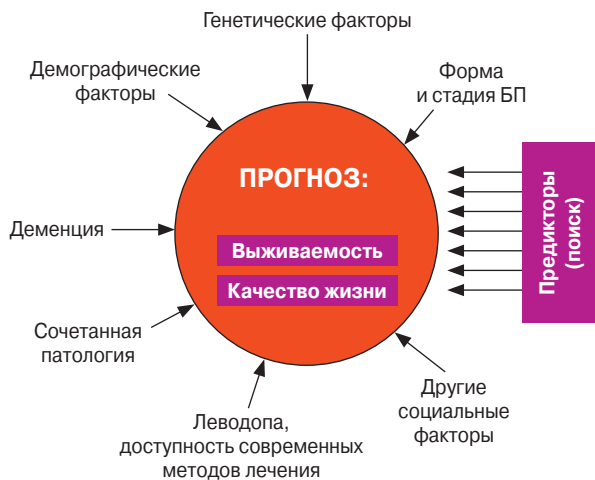 Генетические факторы
Демографические
факторы
Форма
и стадия БП
ПРОГНОЗ:
Выживаемость
Качество жизни
Предикторы
(поиск)
Деменция
Сочетанная
патология
Леводопа,
доступность современных
методов лечения
Другие
социальные
факторы